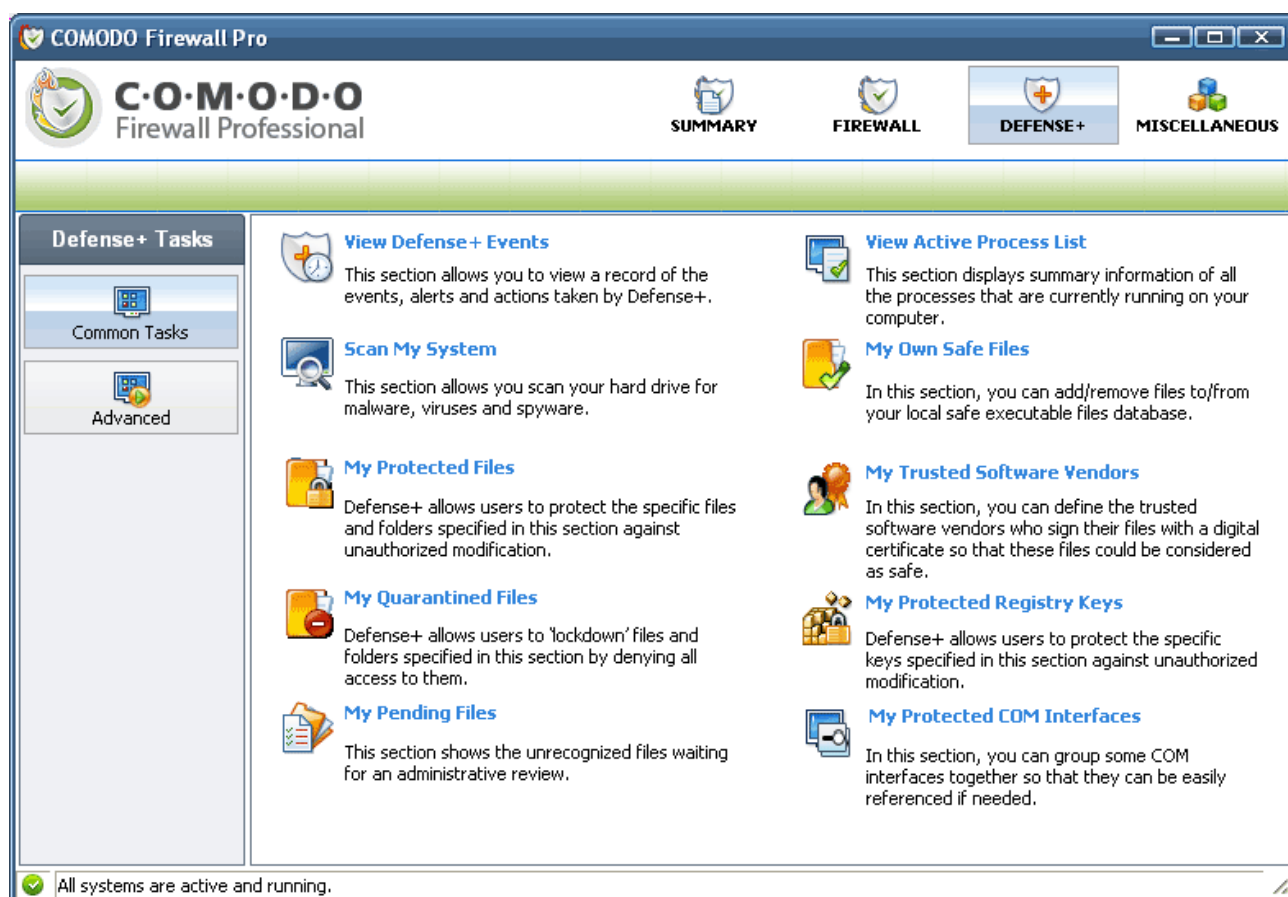 COMODO Firewall Pro
C·O·M·O·D·O
Firewall Professional
SUMMARY
FIREWALL
DEFENSE+
MISCELLANEOUS
Defense+ Tasks
Common Tasks
Advanced
View Defense+ Events
This section allows you to view a record of the
events, alerts and actions taken by Defense+.
Scan My System
This section allows you scan your hard drive for
malware, viruses and spyware.
My Protected Files
Defense+ allows users to protect the specific files
and folders specified in this section against
unauthorized modification.
My Quarantined Files
Defense+ allows users to 'lockdown' files and
folders specified in this section by denying all
access to them.
My Pending Files
This section shows the unrecognized files waiting
for an administrative review.
View Active Process List
This section displays summary information of all
the processes that are currently running on your
computer.
My Own Safe Files
In this section, you can add/remove files to/from
your local safe executable files database.
My Trusted Software Vendors
In this section, you can define the trusted
software vendors who sign their files with a digital
certificate so that these files could be considered
as safe.
My Protected Registry Keys
Defense+ allows users to protect the specific
keys specified in this section against unauthorized
modification.
My Protected COM Interfaces
In this section, you can group some COM
interfaces together so that they can be easily
referenced if needed.
All systems are active and running.